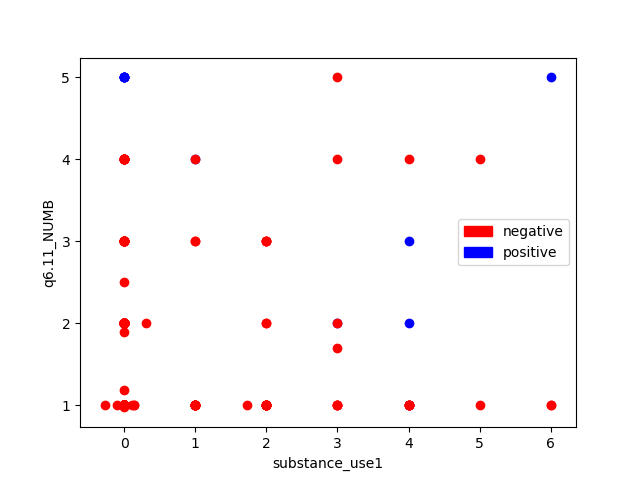 5
4
3
2
1
q6.11_NUMB
negative
positive
0 1 2 3 4 5 6
substance_use1